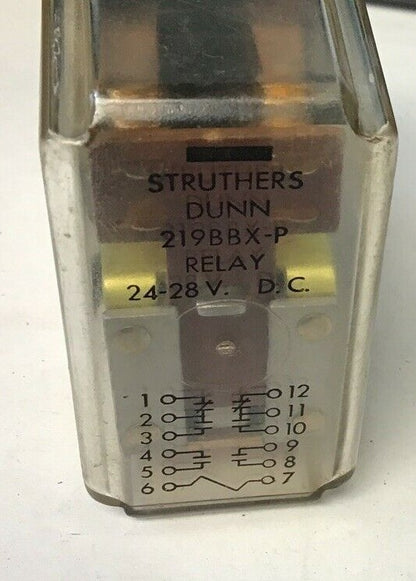 STRUTHERS
DUNN
219BBX-P
RELAY
24-28 V. D.C.
1 12
2 11
3 10
4 9
5 8
6 7